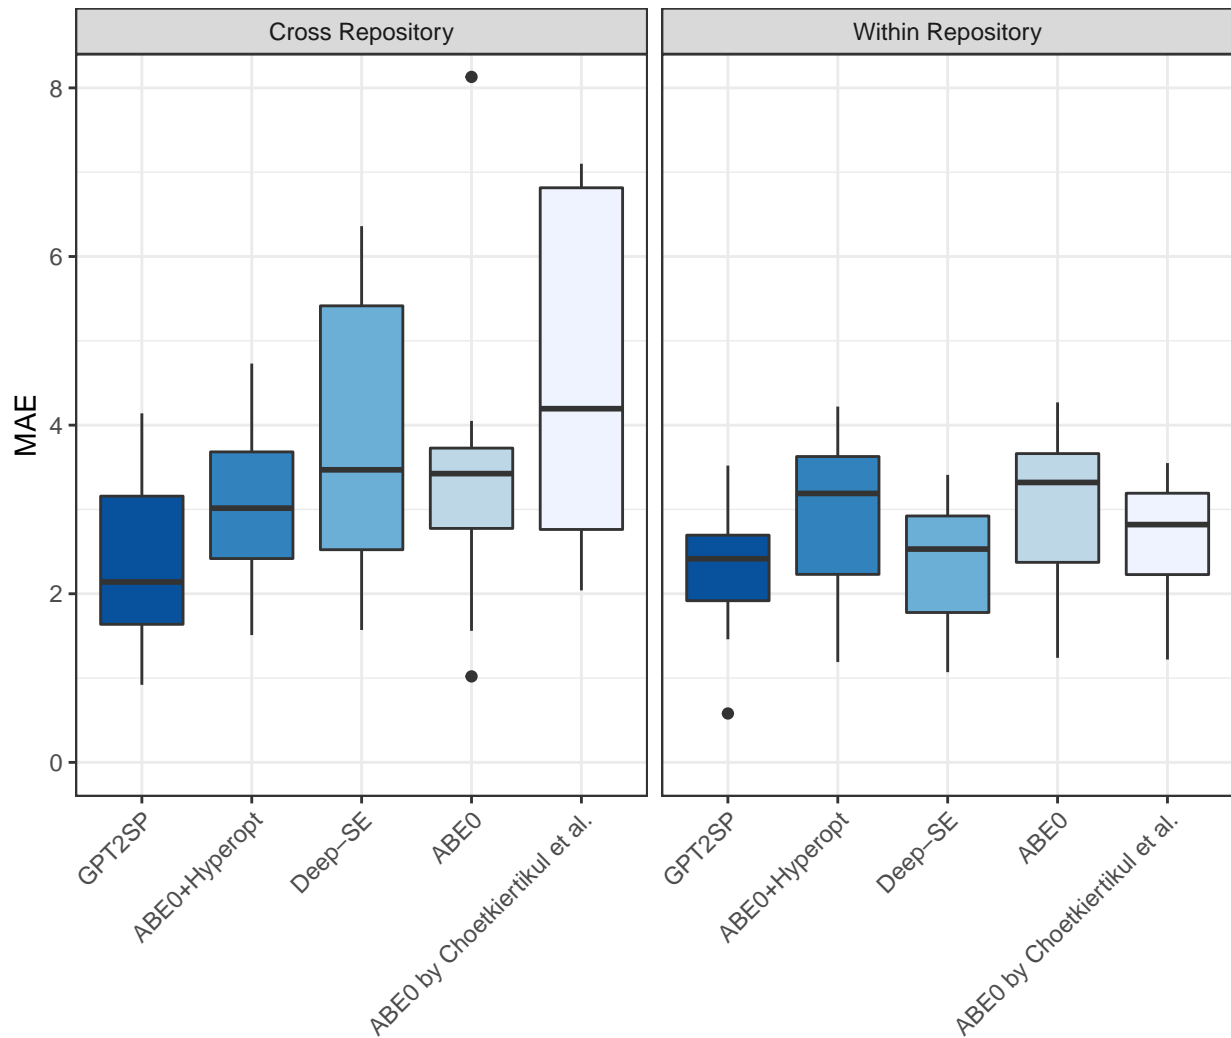 Cross Repository
Within Repository
MAE
8
6
4
2
0
GPT2SP
ABE0+Hyperopt
Deep−SE
ABE0
ABE0 by Choetkiertikul et al.
GPT2SP
ABE0+Hyperopt
Deep−SE
ABE0
ABE0 by Choetkiertikul et al.